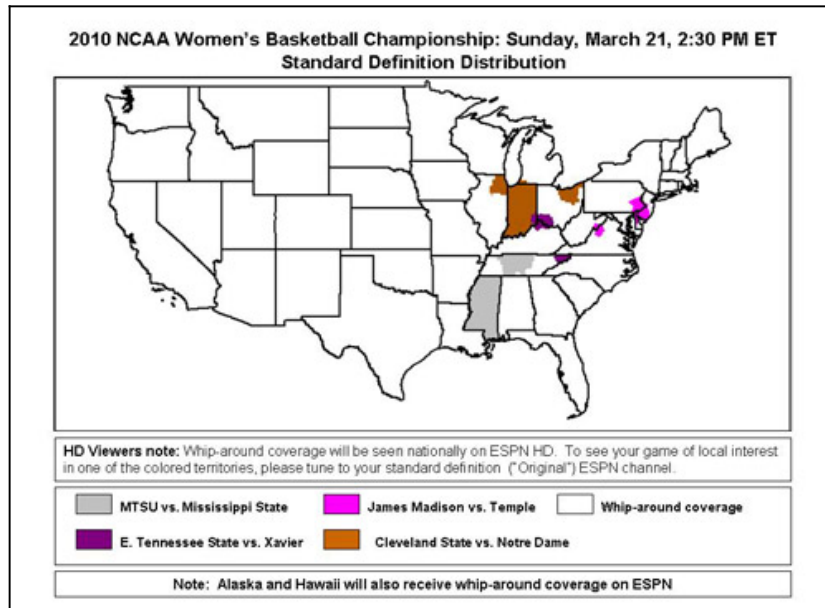 2010 NCAA Women's Basketball Championship: Sunday, March 21, 2:30 PM ET
Standard Definition Distribution
HD Viewers note: Whip-around coverage will be seen nationally on ESPN HD. To see your game of local interest
in one of the colored territories, please tune to your standard definition ("Original") ESPN channel.
MTSU vs. Mississippi State
James Madison vs. Temple
Whip-around coverage
E. Tennessee State vs. Xavier
Cleveland State vs. Notre Dame
Note: Alaska and Hawaii will also receive whip-around coverage on ESPN